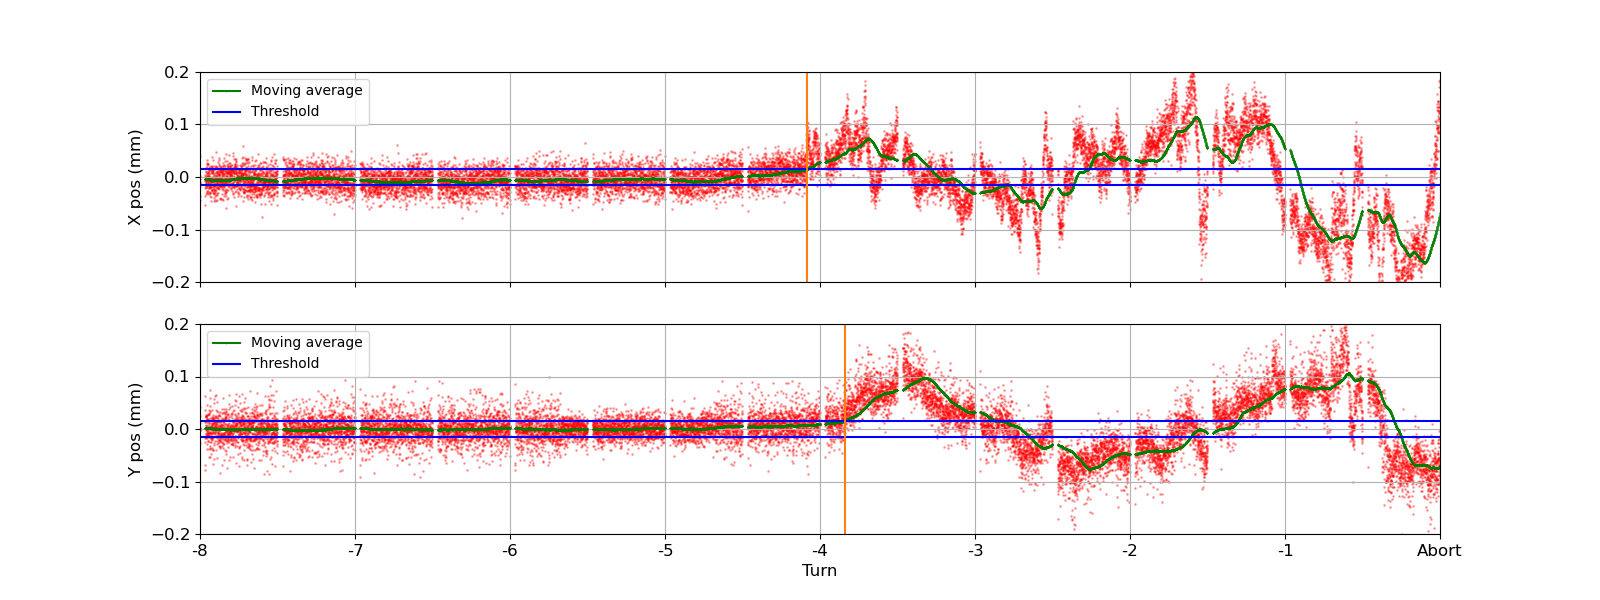 0.2
0.1
0.0
−0.1
−0.2
X pos (mm)
Moving average
Threshold
0.2
0.1
0.0
−0.1
−0.2
Y pos (mm)
Moving average
Threshold
-8 -7 -6 -5 -4 -3 -2 -1 Abort
Turn